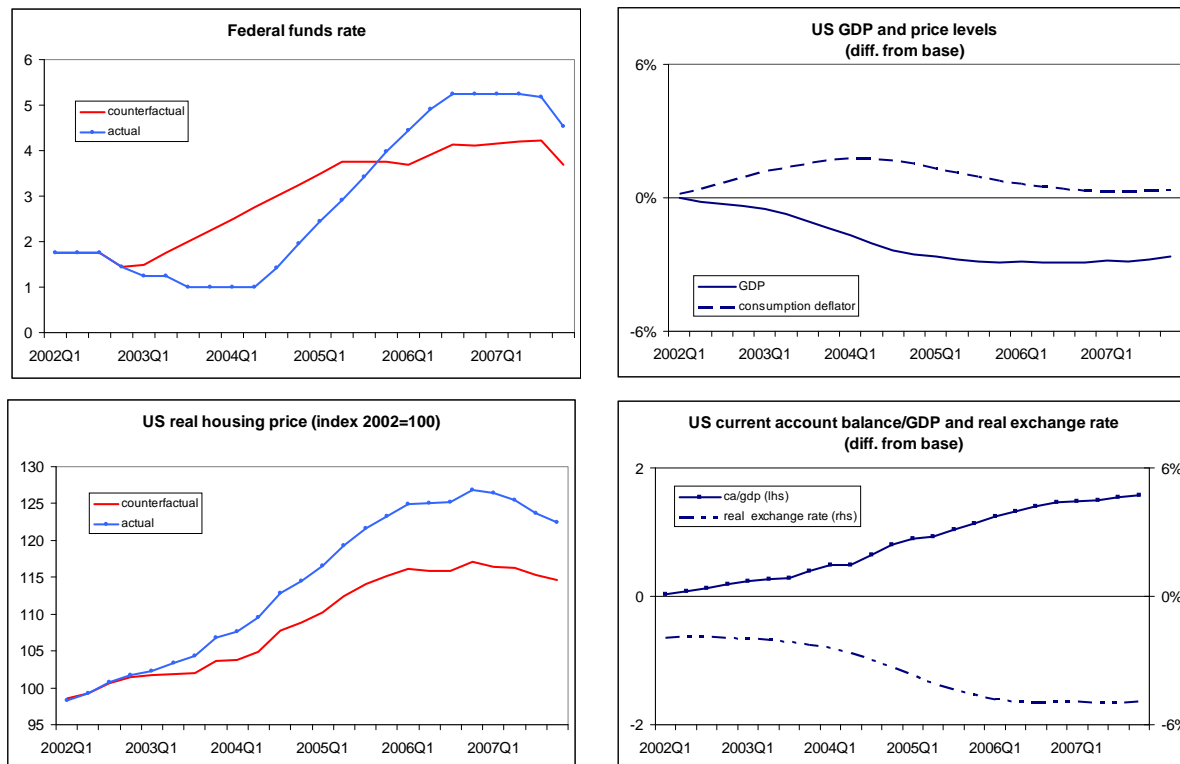 Federal funds rate
6
5
4
3
2
1
0
counterfactual
actual
2002Q1 2003Q1 2004Q1 2005Q1 2006Q1 2007Q1
US GDP and price levels
(diff. from base)
6%
0%
-6%
GDP
consumption deflator
2002Q1 2003Q1 2004Q1 2005Q1 2006Q1 2007Q1
US real housing price (index 2002=100)
130
125
120
115
110
105
100
95
counterfactual
actual
2002Q1 2003Q1 2004Q1 2005Q1 2006Q1 2007Q1
US current account balance/GDP and real exchange rate
(diff. from base)
2 6%
0 0%
-2 -6%
ca/gdp (lhs)
real exchange rate (rhs)
2002Q1 2003Q1 2004Q1 2005Q1 2006Q1 2007Q1